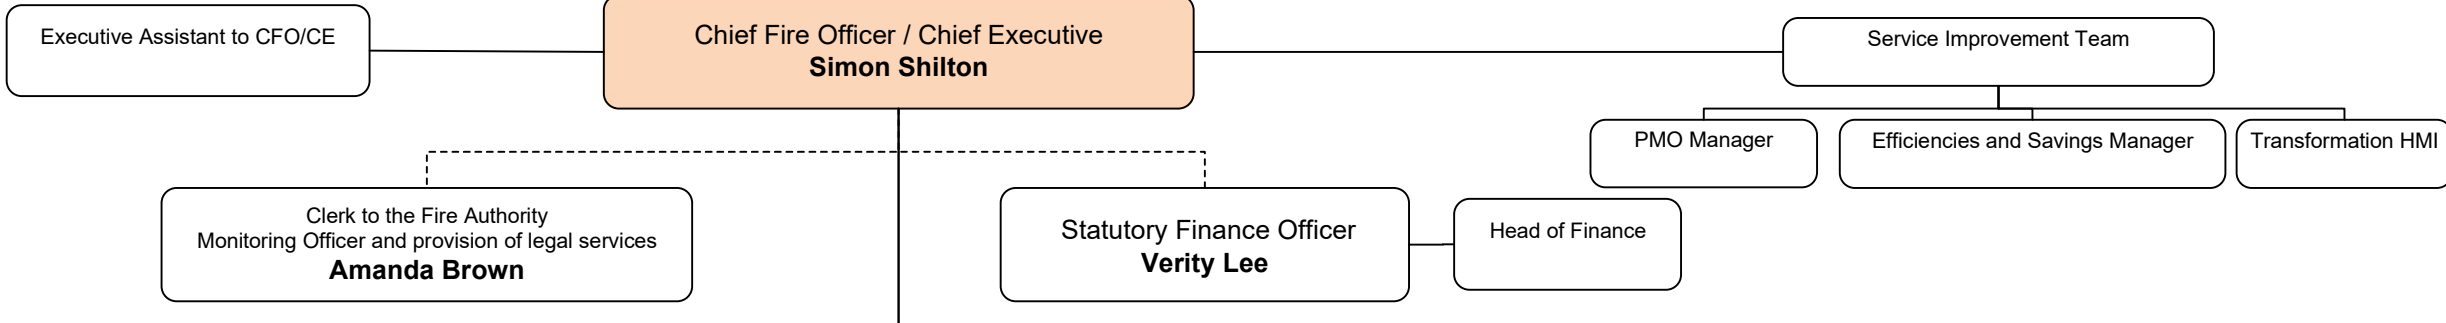 Executive Assistant to CFO/CE
Chief Fire Officer / Chief Executive
Simon Shilton
Service Improvement Team
PMO Manager
Efficiencies and Savings Manager
Transformation HMI
Clerk to the Fire Authority
Monitoring Officer and provision of legal services
Amanda Brown
Statutory Finance Officer
Verity Lee
Head of Finance